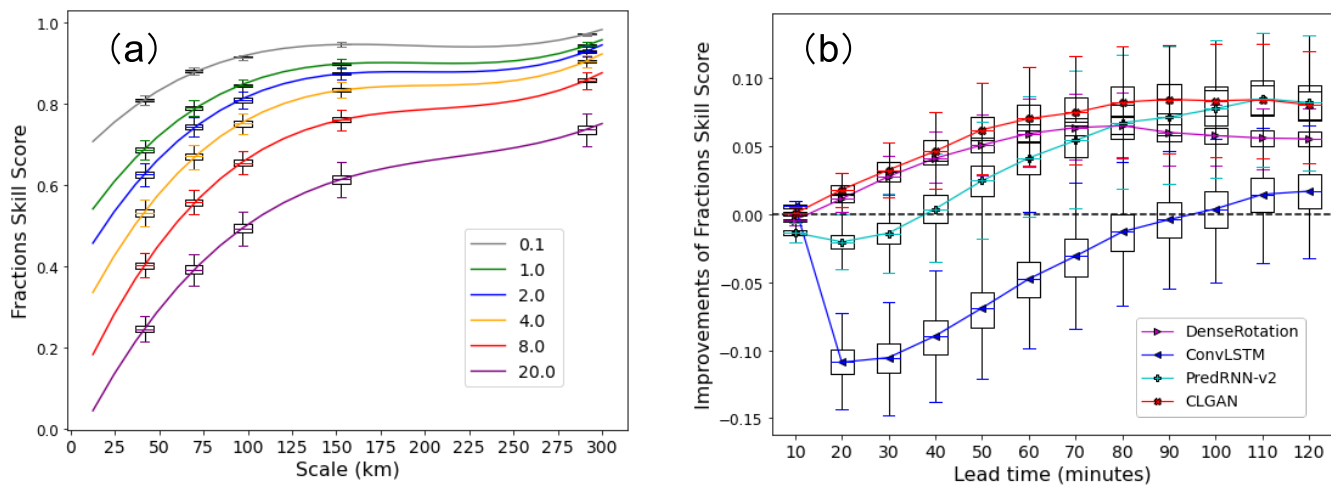 (a)
Fractions Skill Score
1.0
0.8
0.6
0.4
0.2
0.0
0.1
1.0
2.0
4.0
8.0
20.0
0 25 50 75 100 125 150 175 200 225 250 275 300
Scale (km)
(b)
Improvements of Fractions Skill Score
0.10
0.05
0.00
−0.05
−0.10
−0.15
DenseRotation
ConvLSTM
PredRNN-v2
CLGAN
10 20 30 40 50 60 70 80 90 100 110 120
Lead time (minutes)